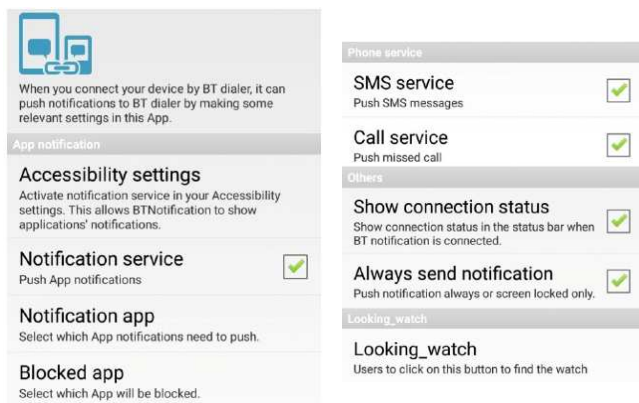 When you connect your device by BT dialer, it can
push notifications to BT dialer by making some
relevant settings in this App.
App notification
Accessibility settings
Activate notification service in your Accessibility
settings. This allows BTNotification to show
applications' notifications.
Notification service
Push App notifications
Notification app
Select which App notifications need to push.
Blocked app
Select which App will be blocked.
Phone service
SMS service
Push SMS messages
Call service
Push missed call
Others
Show connection status
Show connection status in the status bar when
BT notification is connected.
Always send notification
Push notification always or screen locked only.
Looking_watch
Looking_watch
Users to click on this button to find the watch